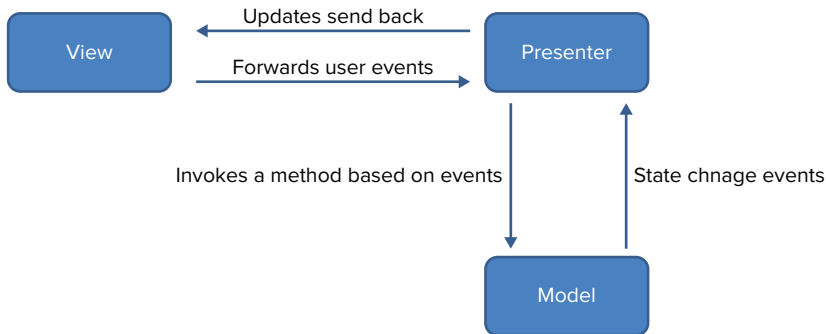 Updates send back
View
Presenter
Forwards user events
Invokes a method based on events
State chnage events
Model